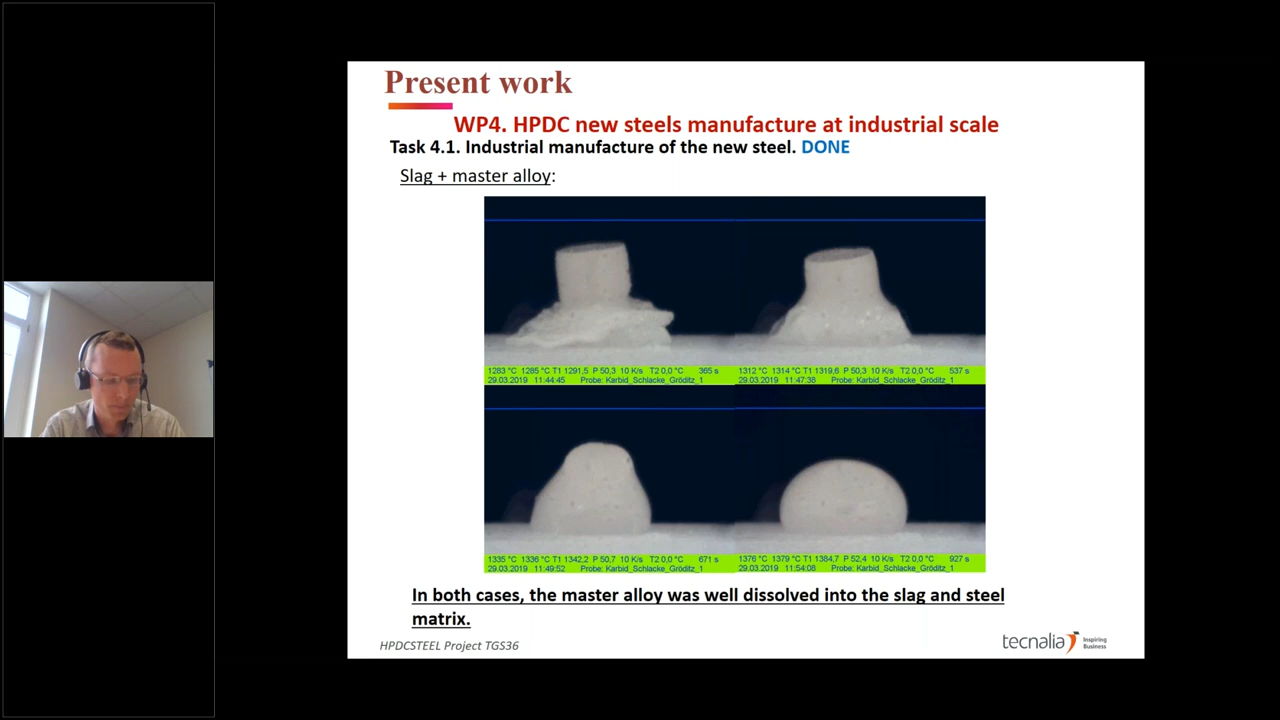 Present work
WP4. HPDC new steels manufacture at industrial scale
Task 4.1. Industrial manufacture of the new steel. DONE
Slag + master alloy:
1283 °C 1285 °C T1 1291,5 P 50,3 10 K/s T2 0,0 °C 365 s
29.03.2019 11:44:45 Probe: Karbid_Schlacke_Gröditz_1
1312 °C 1314 °C T1 1319,6 P 50,3 10 K/s T2 0,0 °C 537 s
29.03.2019 11:47:38 Probe: Karbid_Schlacke_Gröditz_1
1335 °C 1336 °C T1 1342,2 P 50,7 10 K/s T2 0,0 °C 671 s
29.03.2019 11:49:52 Probe: Karbid_Schlacke_Gröditz_1
1376 °C 1379 °C T1 1384,7 P 52,4 10 K/s T2 0,0 °C 927 s
29.03.2019 11:54:08 Probe: Karbid_Schlacke_Gröditz_1
In both cases, the master alloy was well dissolved into the slag and steel
matrix.
HPDCSTEEL Project TGS36
tecnalia Inspiring
Business